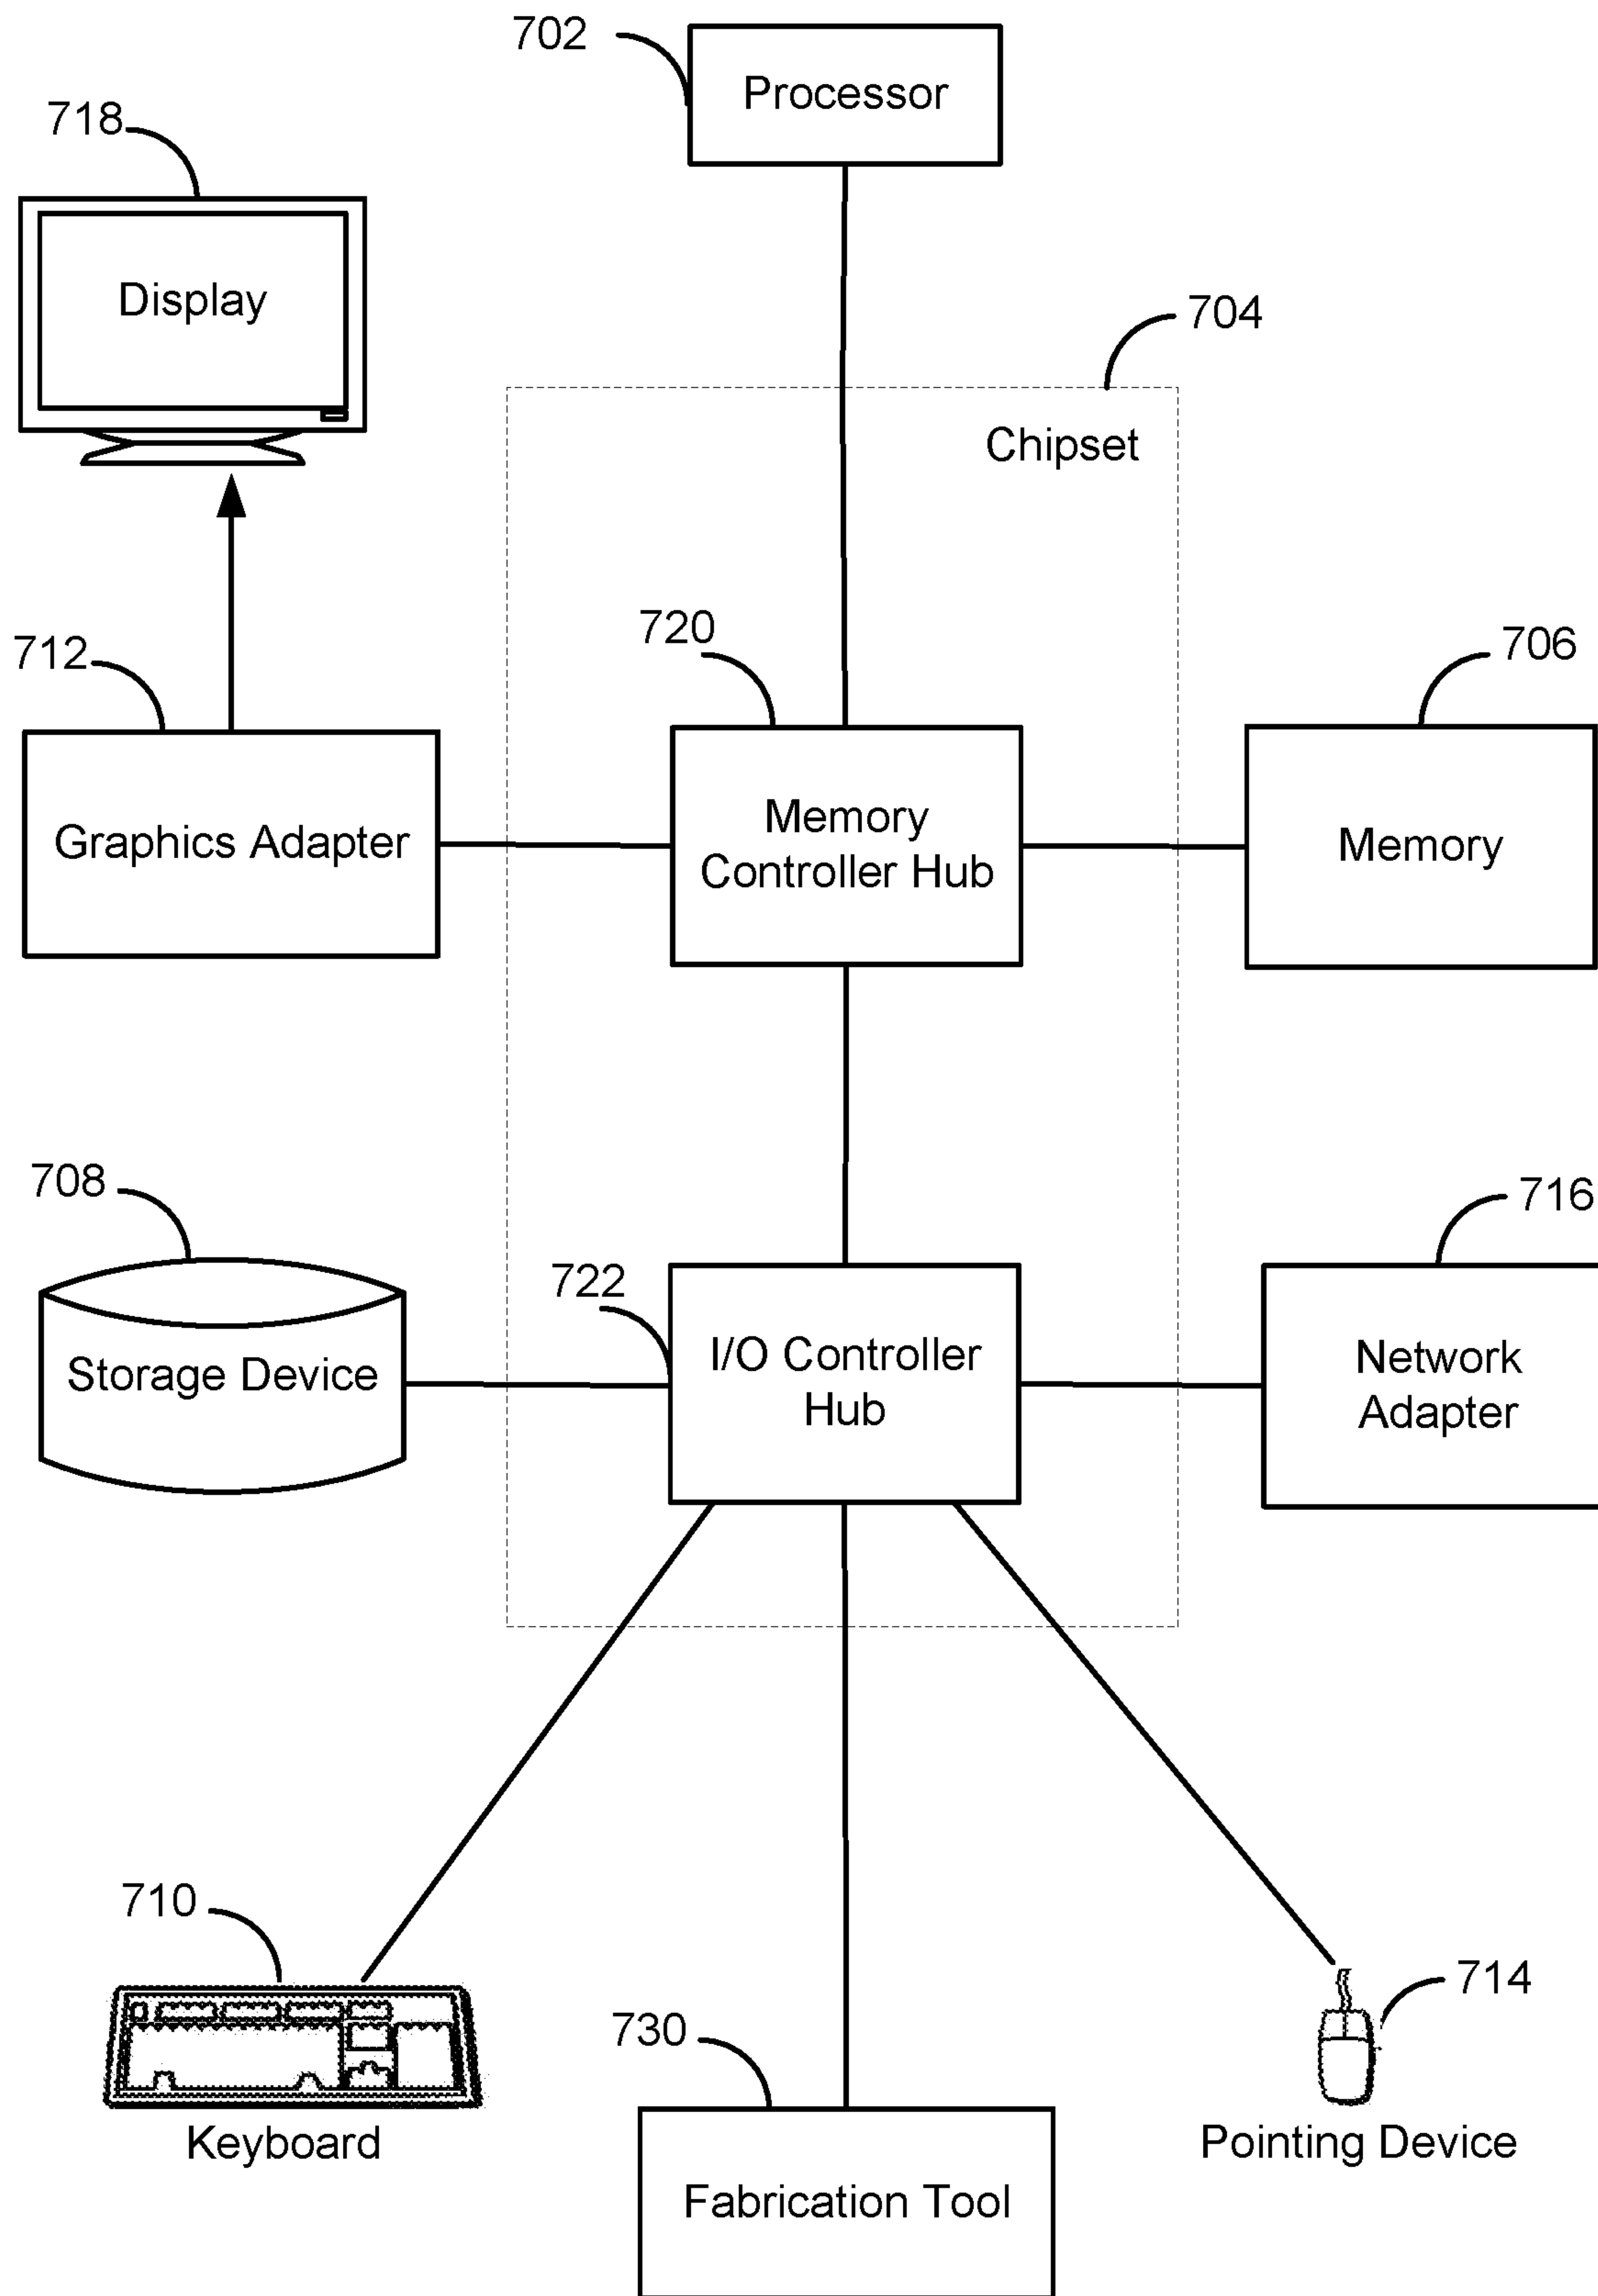 702
Processor
718
Display
704
Chipset
720
712
706
Memory
Controller Hub
Graphics Adapter
Memory
708
716
722
I/O Controller
Hub
Storage Device
Network
Adapter
710
714
730
Keyboard
Pointing Device
Fabrication Tool